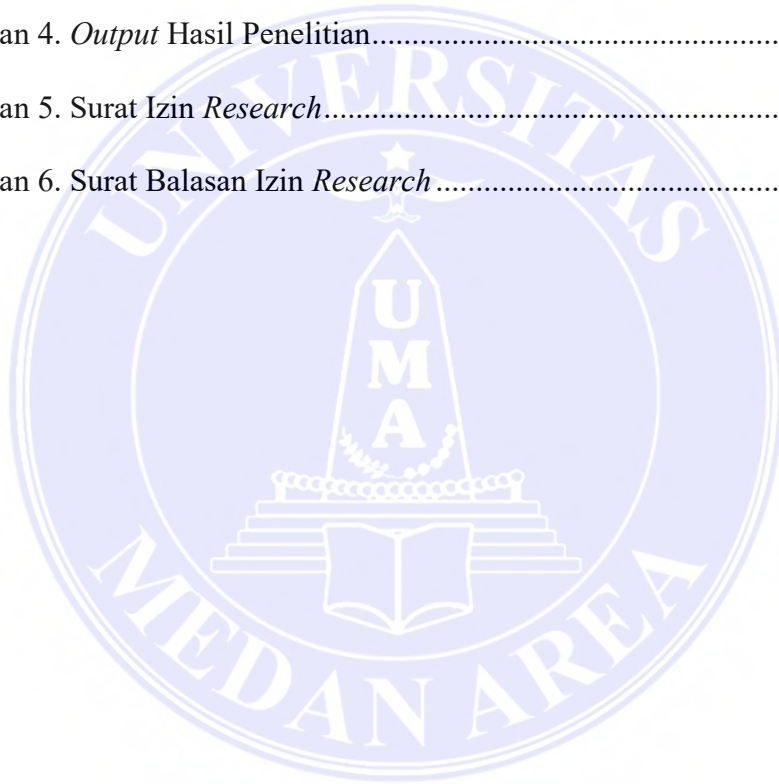 an 4. Output Hasil Penelitian................................................
an 5. Surat Izin Research......................................................
an 6. Surat Balasan Izin Research........................................
UNIVERSITAS
U
M
A
MEDAN AREA